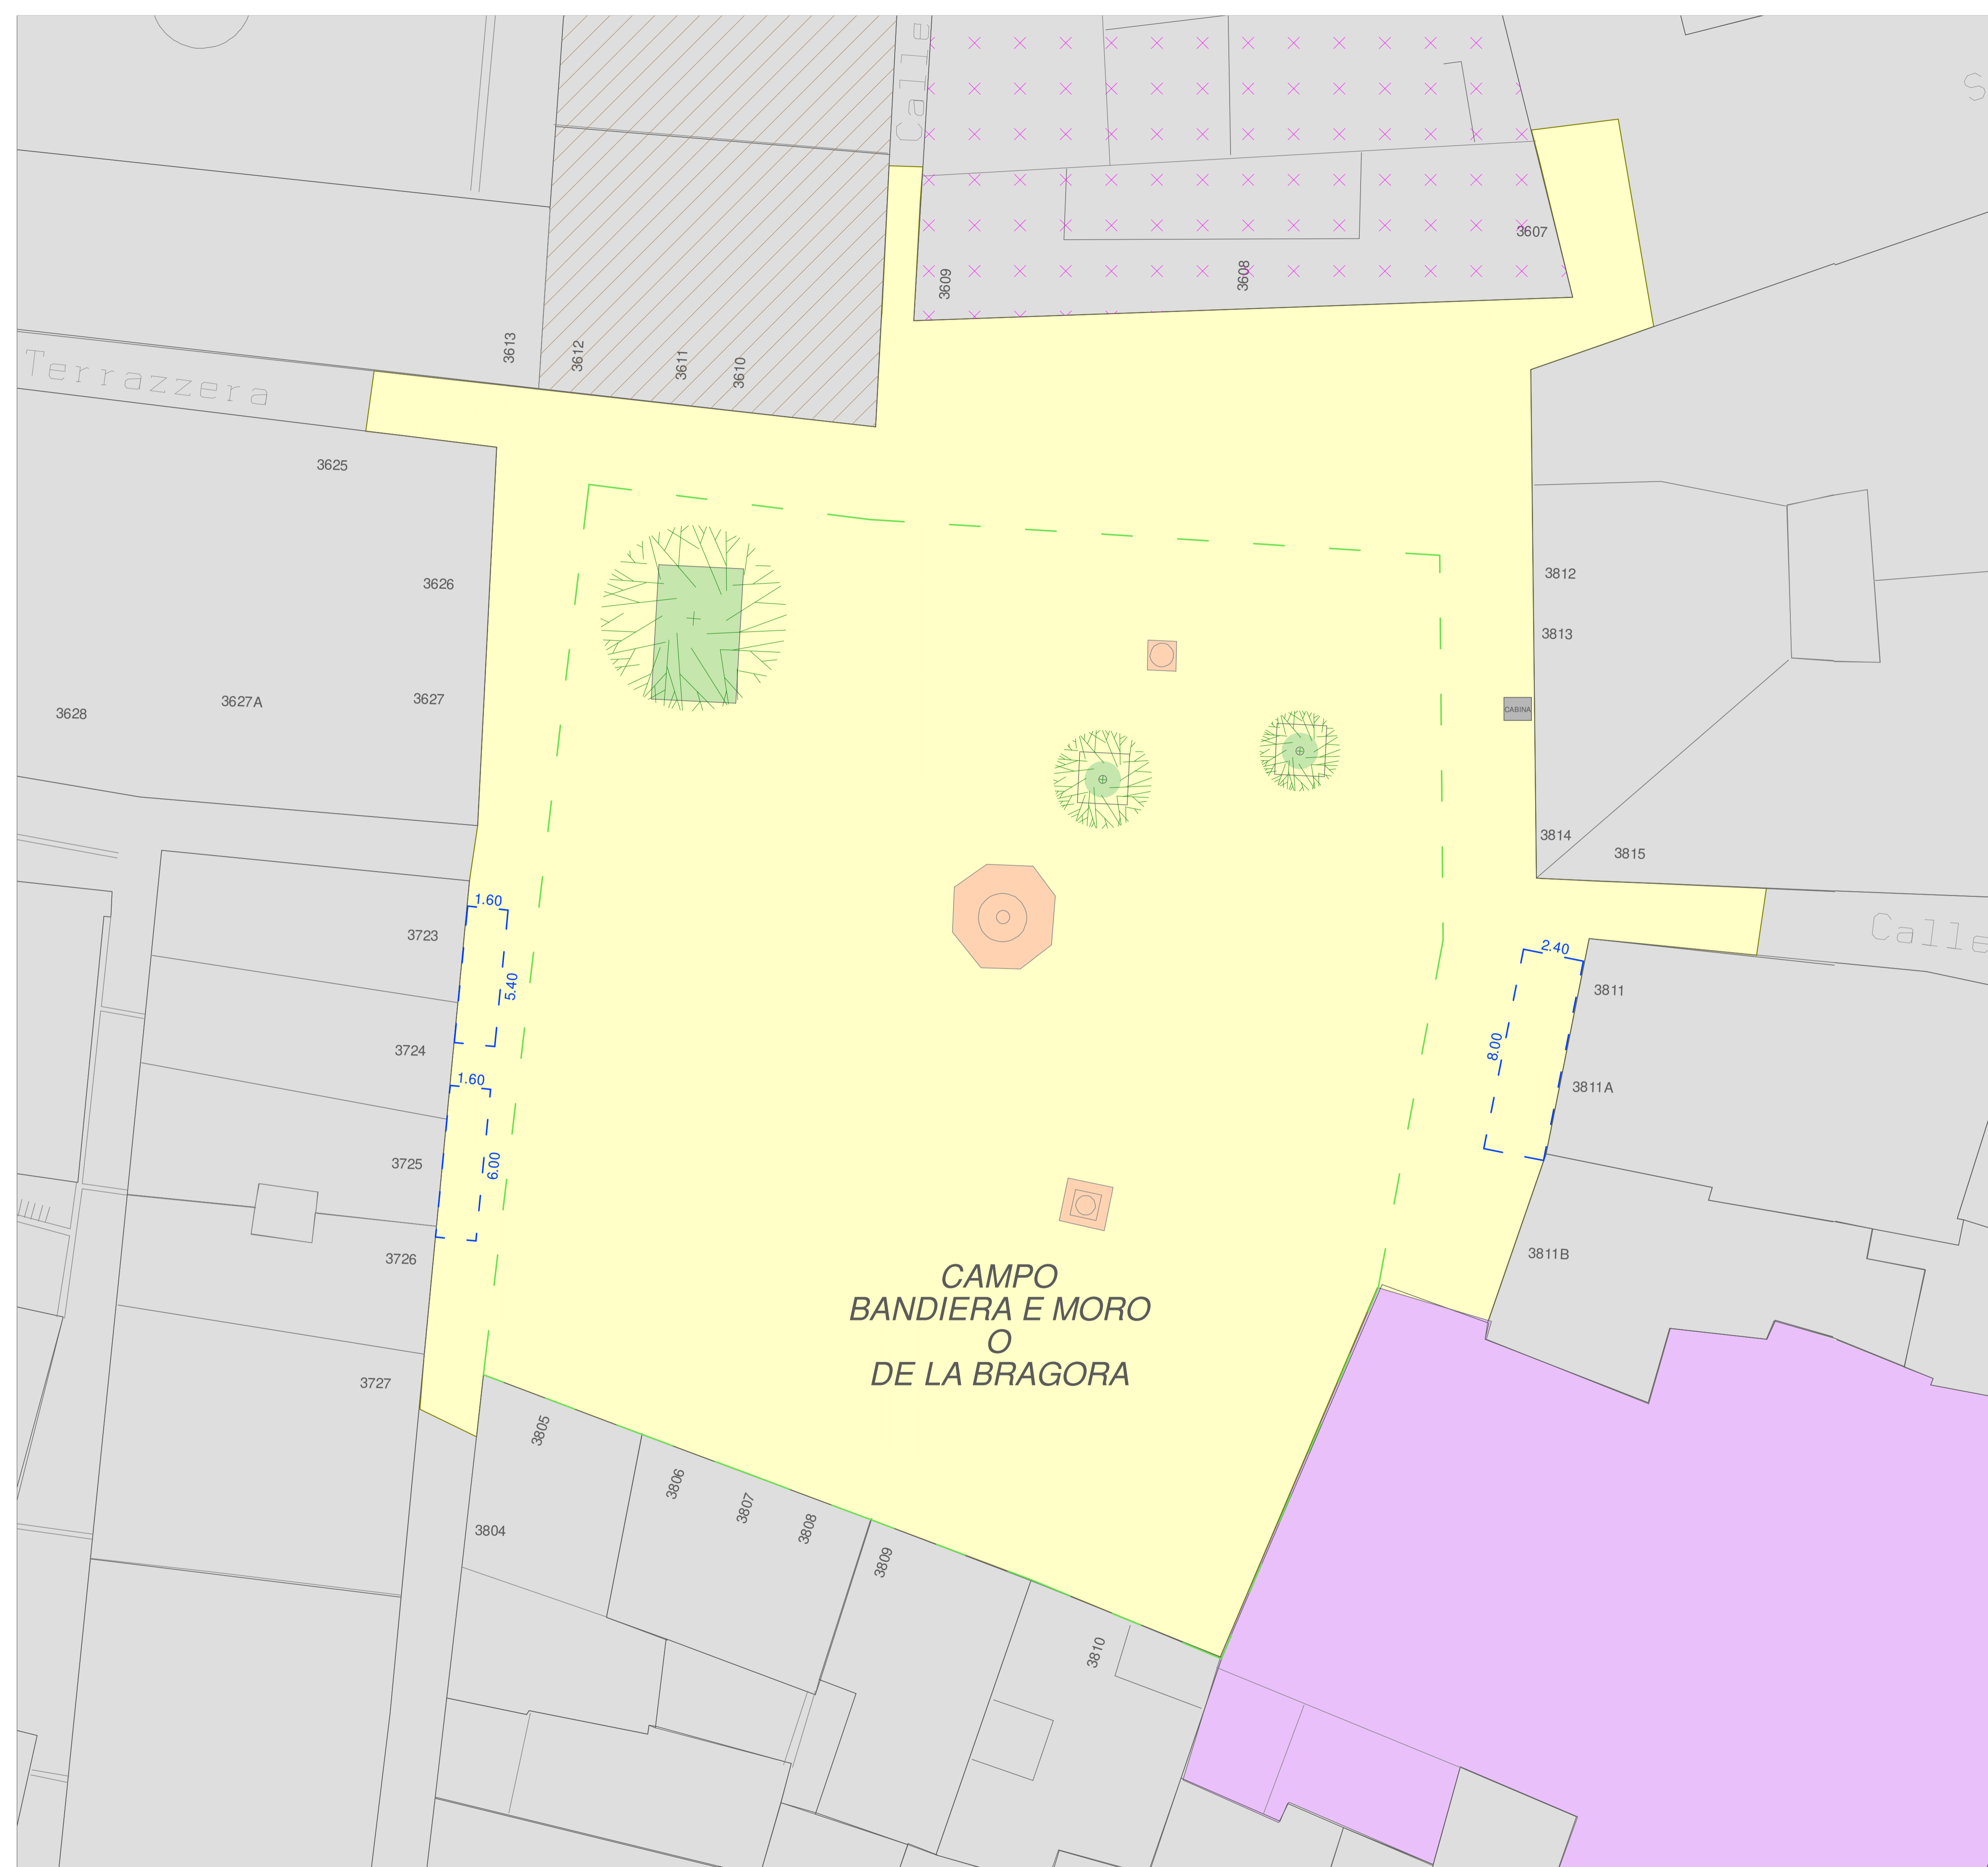 Calle
S
3607
3609
3608
3613
3612
3611
3610
Terrazzera
3625
3626
3627
3627A
3628
3812
3813
CABINA
3814
3815
Calle
1.60
3723
5.40
3724
1.60
3725
6.00
3726
3727
2.40
3811
8.00
3811A
3811B
CAMPO
BANDIERA E MORO
O
DE LA BRAGORA
3805
3806
3807
3808
3804
3809
3810